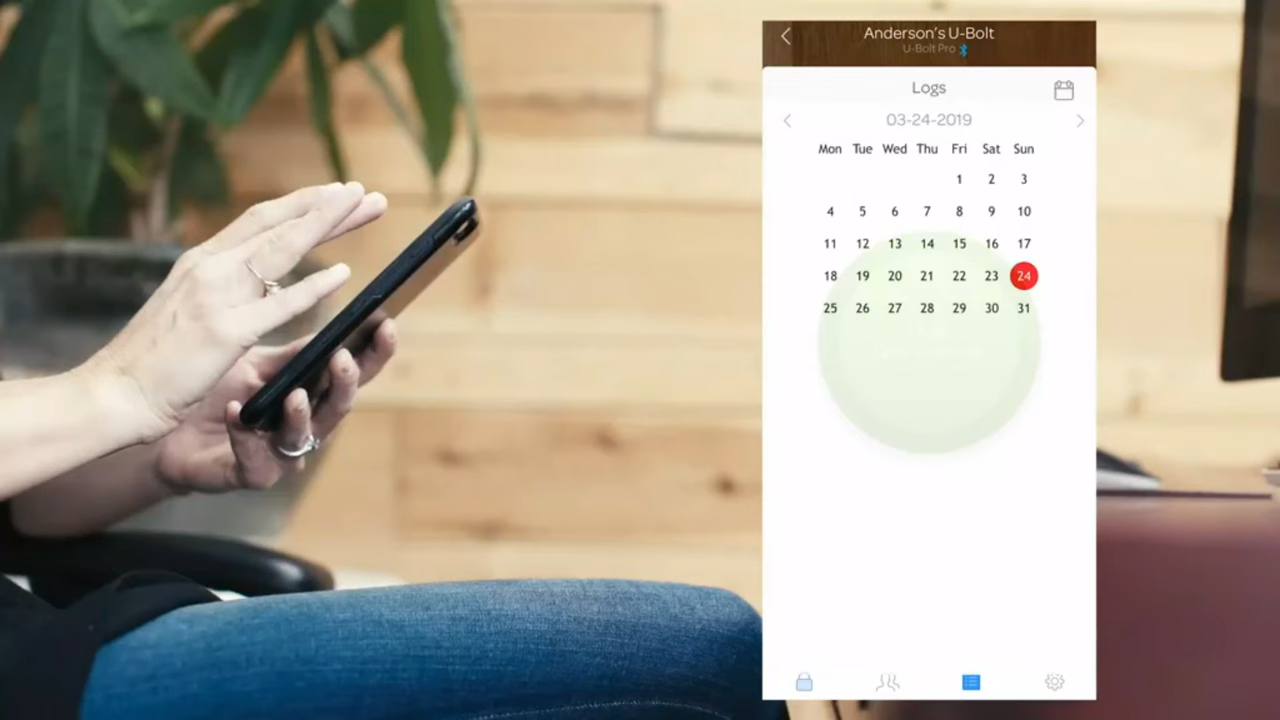 Anderson's U-Bolt
U-Bolt Pro
Logs
03-24-2019
Mon Tue Wed Thu Fri Sat Sun
1 2 3
4 5 6 7 8 9 10
11 12 13 14 15 16 17
18 19 20 21 22 23 24
25 26 27 28 29 30 31